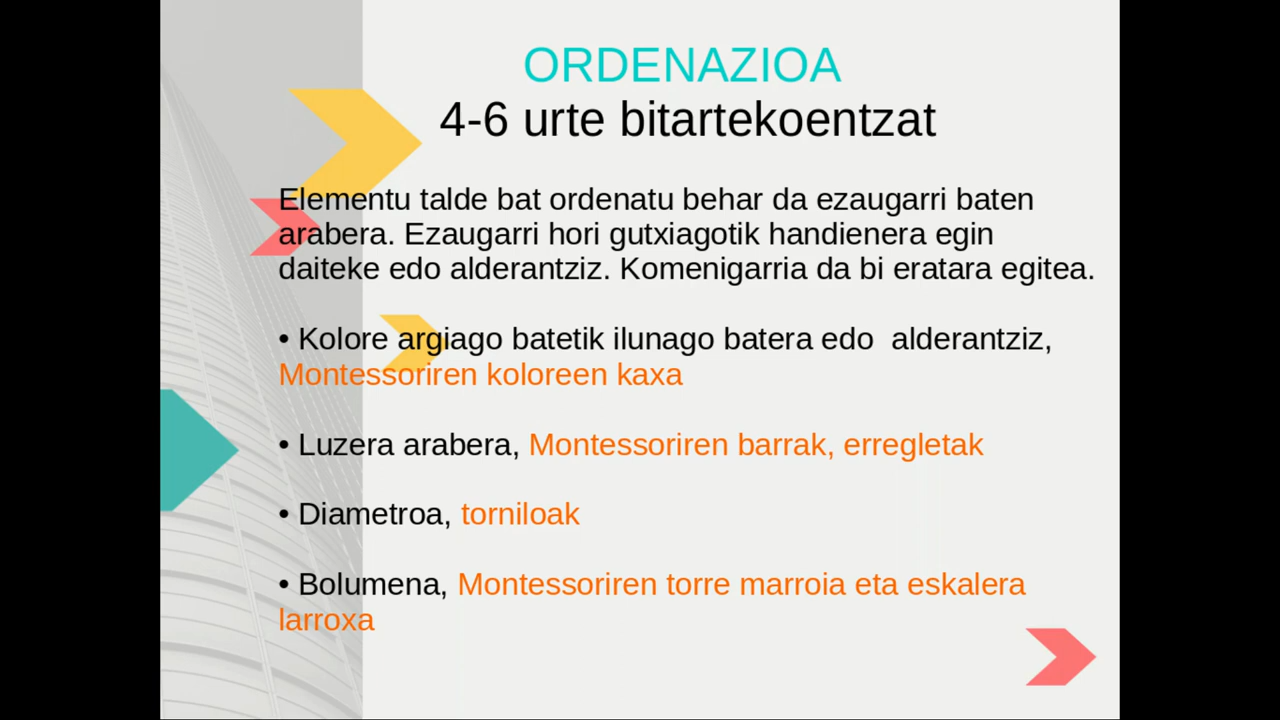 ORDENAZIOA
4-6 urte bitartekoentzat
Elementu talde bat ordenatu behar da ezaugarri baten
arabera. Ezaugarri hori gutxiagotik handienera egin
daiteke edo alderantziz. Komenigarria da bi eratara egitea.
• Kolore argiago batetik ilunago batera edo  alderantziz,
Montessoriren koloreen kaxa
• Luzera arabera, Montessoriren barrak, erregletak
• Diametroa, torniloak
• Bolumena, Montessoriren torre marroia eta eskalera
larroxa